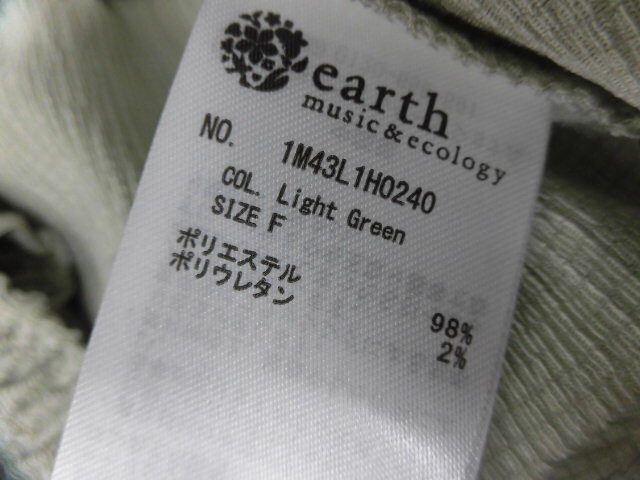 earth
music&ecology
NO. 1M43L1H0240
COL. Light Green
SIZE F
ポリエステル 98%
ポリウレタン 2%